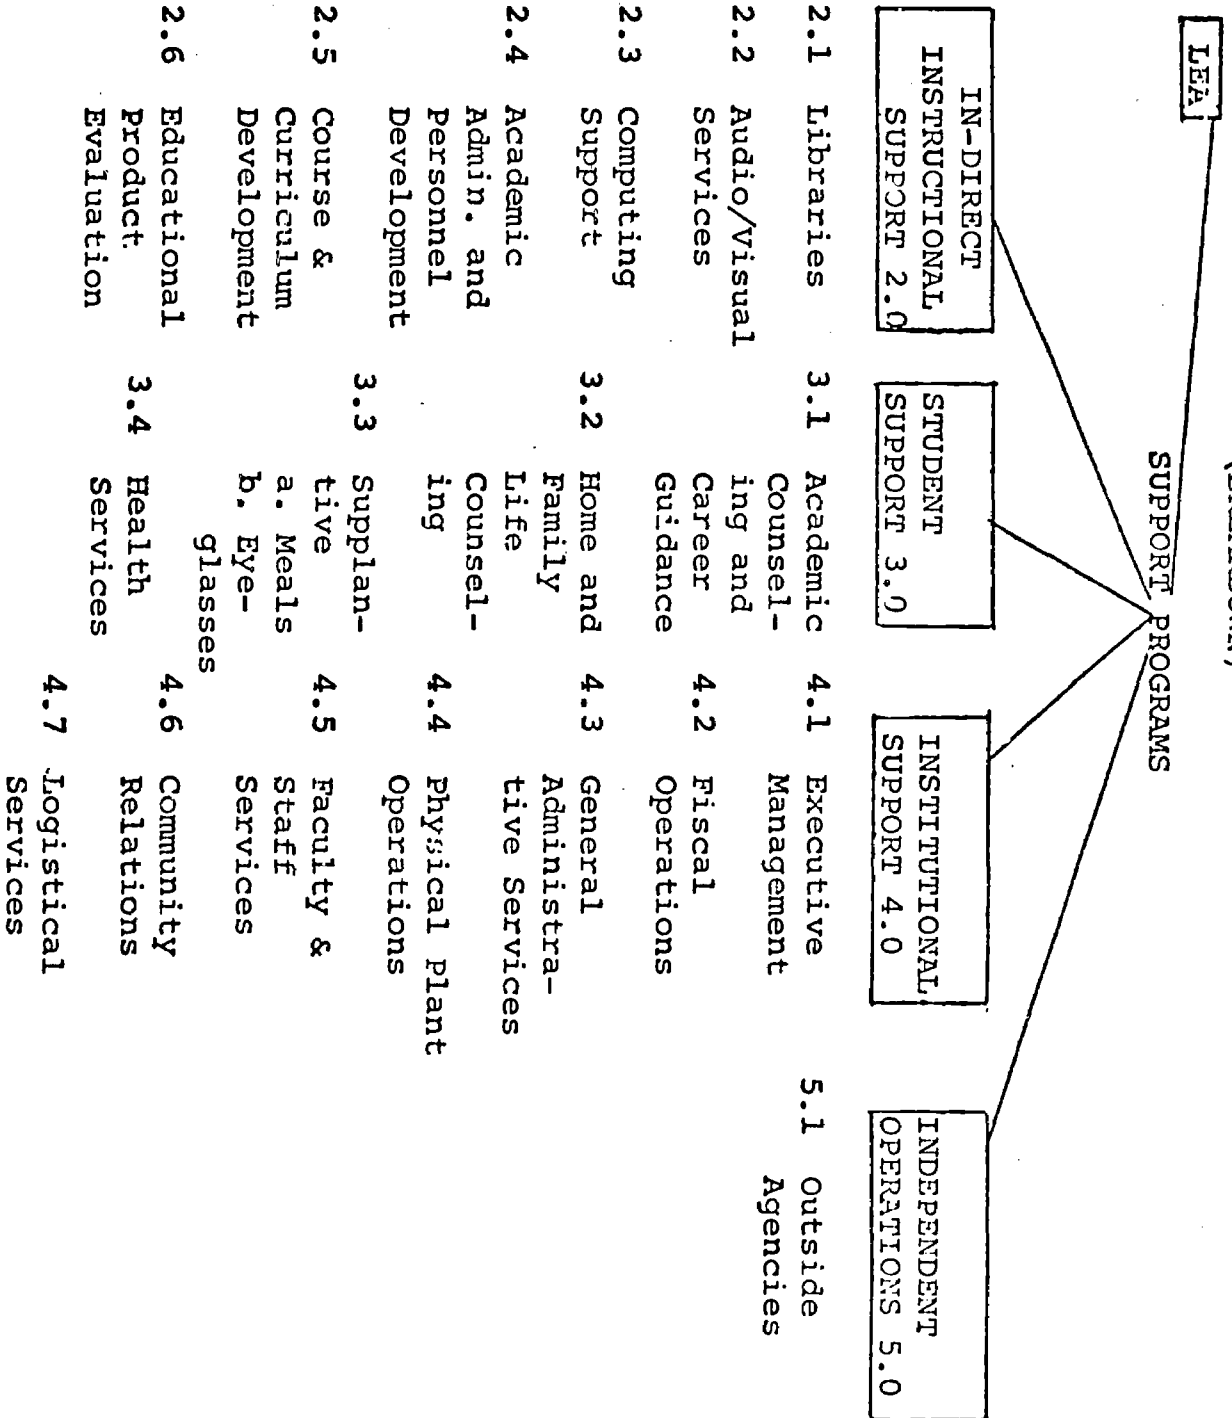 LEA
SUPPORT PROGRAMS
IN-DIRECT
INSTRUCTIONAL
SUPPORT 2.0
2.1 Libraries
2.2 Audio/Visual
Services
2.3 Computing
Support
2.4 Academic
Admin. and
Personnel
Development
2.5 Course &
Curriculum
Development
2.6 Educational
Product
Evaluation
STUDENT
SUPPORT 3.0
3.1 Academic
Counsel-
ing and
Career
Guidance
3.2 Home and
Family
Life
Counsel-
ing
3.3 Supplan-
tive
a. Meals
b. Eye-
glasses
3.4 Health
Services
INSTITUTIONAL
SUPPORT 4.0
4.1 Executive
Management
4.2 Fiscal
Operations
4.3 General
Administra-
tive Services
4.4 Physical Plant
Operations
4.5 Faculty &
Staff
Services
4.6 Community
Relations
4.7 Logistical
Services
INDEPENDENT
OPERATIONS 5.0
5.1 Outside
Agencies